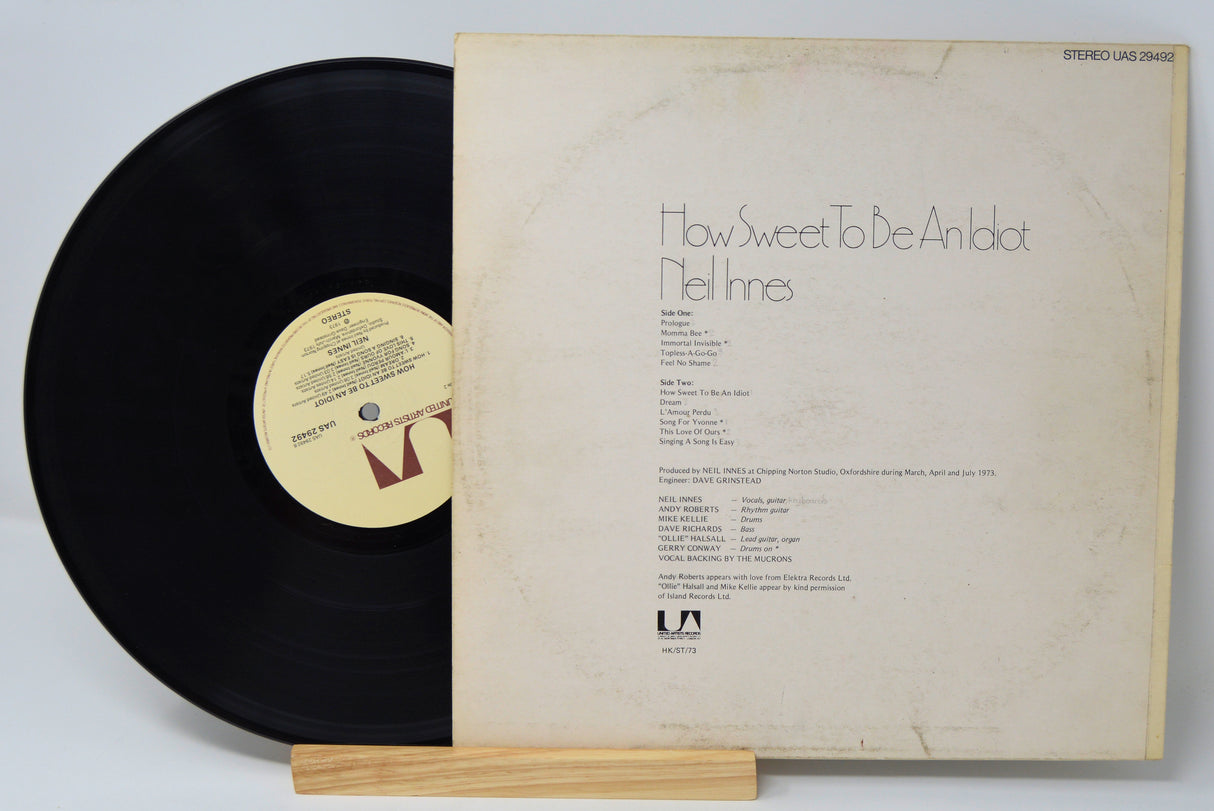 STEREO UAS 29492
How Sweet To Be An Idiot
Neil Innes
Side One:
Prologue
Momma Bee *
Immortal Invisible *
Topless-A-Go-Go
Feel No Shame
Side Two:
How Sweet To Be An Idiot
Dream
L'Amour Perdu
Song For Yvonne *
This Love Of Ours *
Singing A Song Is Easy
Produced by NEIL INNES at Chipping Norton Studio, Oxfordshire during March, April and July 1973.
Engineer: DAVE GRINSTEAD
NEIL INNES — Vocals, guitar, keyboards
ANDY ROBERTS — Rhythm guitar
MIKE KELLIE — Drums
DAVE RICHARDS — Bass
"OLLIE" HALSALL — Lead guitar, organ
GERRY CONWAY — Drums on *
VOCAL BACKING BY THE MUCRONS
Andy Roberts appears with love from Elektra Records Ltd.
"Ollie" Halsall and Mike Kellie appear by kind permission
of Island Records Ltd.
UA
UNITED ARTISTS RECORDS
HK/ST/73
UA
UNITED ARTISTS RECORDS
UAS 29492
HOW SWEET TO BE AN IDIOT
NEIL INNES
STEREO